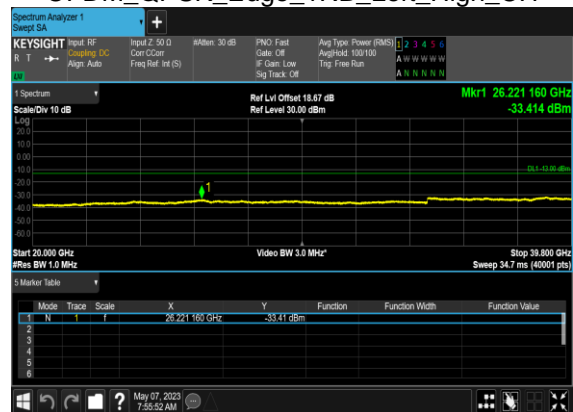 Spectrum Analyzer 1
Swept SA
KEYSIGHT Input: RF Input Z: 50 Ω #Atten: 30 dB PNO: Fast Avg Type: Power (RMS) 1 2 3 4 5 6
R T Coupling: DC Corr CCorr Gate: Off Avg|Hold: 100/100 A W W W W W
Align: Auto Freq Ref: Int (S) IF Gain: Low Trig: Free Run
LU Sig Track: Off A N N N N N
1 Spectrum Ref Lvl Offset 18.67 dB Mkr1 26.221 160 GHz
Scale/Div 10 dB Ref Level 30.00 dBm -33.414 dBm
Log
20.0
10.0
0.00
-10.0 DL1 -13.00 dBm
-20.0 1
-30.0
-40.0
-50.0
-60.0
Start 20.000 GHz Video BW 3.0 MHz* Stop 39.800 GHz
#Res BW 1.0 MHz Sweep 34.7 ms (40001 pts)
5 Marker Table
Mode Trace Scale X Y Function Function Width Function Value
1 N 1 f 26.221 160 GHz -33.41 dBm
2
3
4
5
6
? May 07, 2023
7:55:52 AM